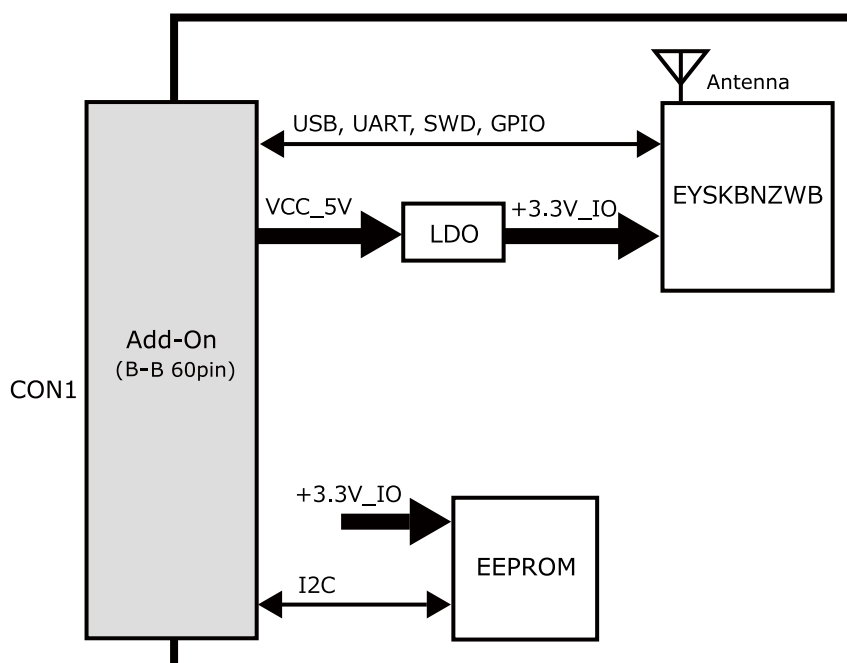 Antenna
USB, UART, SWD, GPIO
EYSKBNZWB
VCC_5V
LDO
+3.3V_IO
Add-On
(B-B 60pin)
CON1
+3.3V_IO
EEPROM
I2C